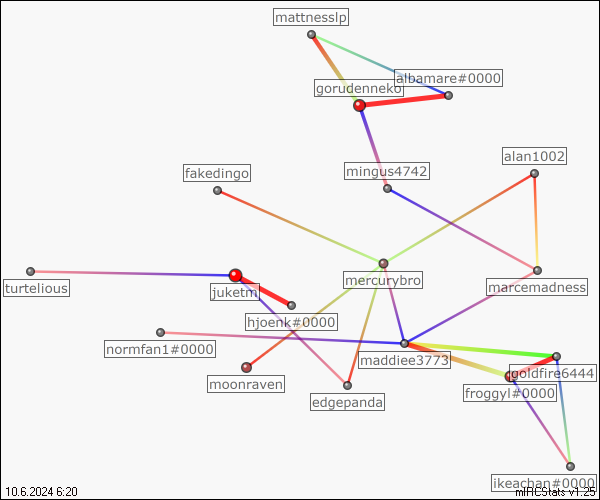 mattnesslp
albamare#0000
gorudenneko
alan1002
mingus4742
fakedingo
mercurybro
marcemadness
turtelious
juketm
hjoenk#0000
normfan1#0000
maddiee3773
goldfire6444
moonraven
froggyl#0000
edgepanda
ikeachan#0000
10.6.2024 6:20
mIRCStats v1.25